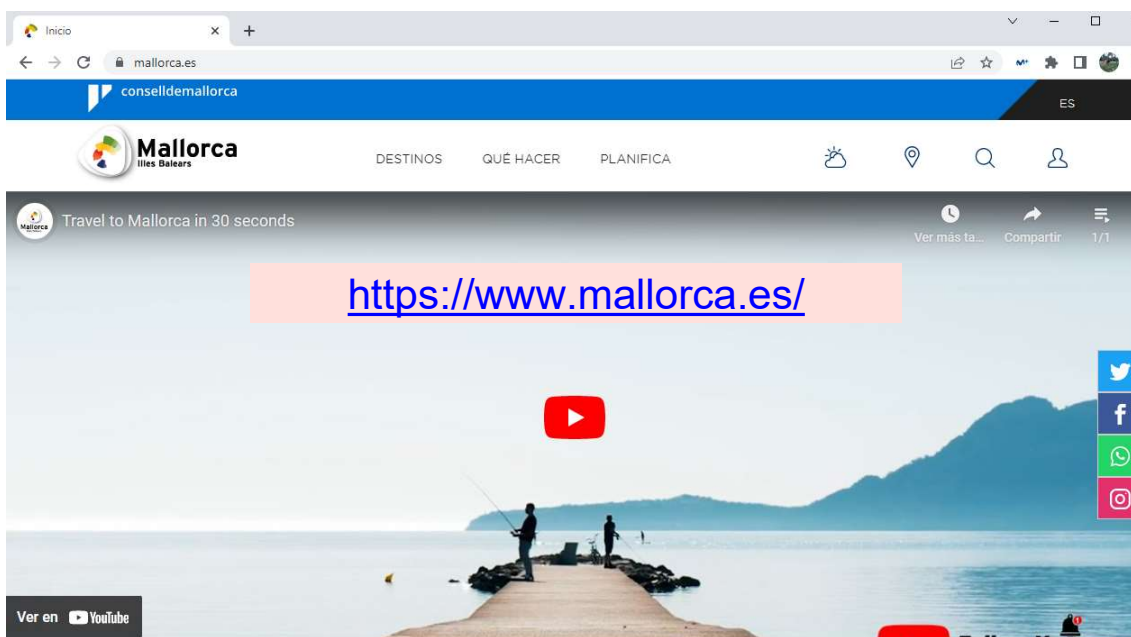 Inicio
mallorca.es
conselldemallorca
ES
Mallorca
Illes Balears
DESTINOS QUÉ HACER PLANIFICA
Mallorca
Travel to Mallorca in 30 seconds
Ver más ta... Compartir 1/1
https://www.mallorca.es/
Ver en YouTube